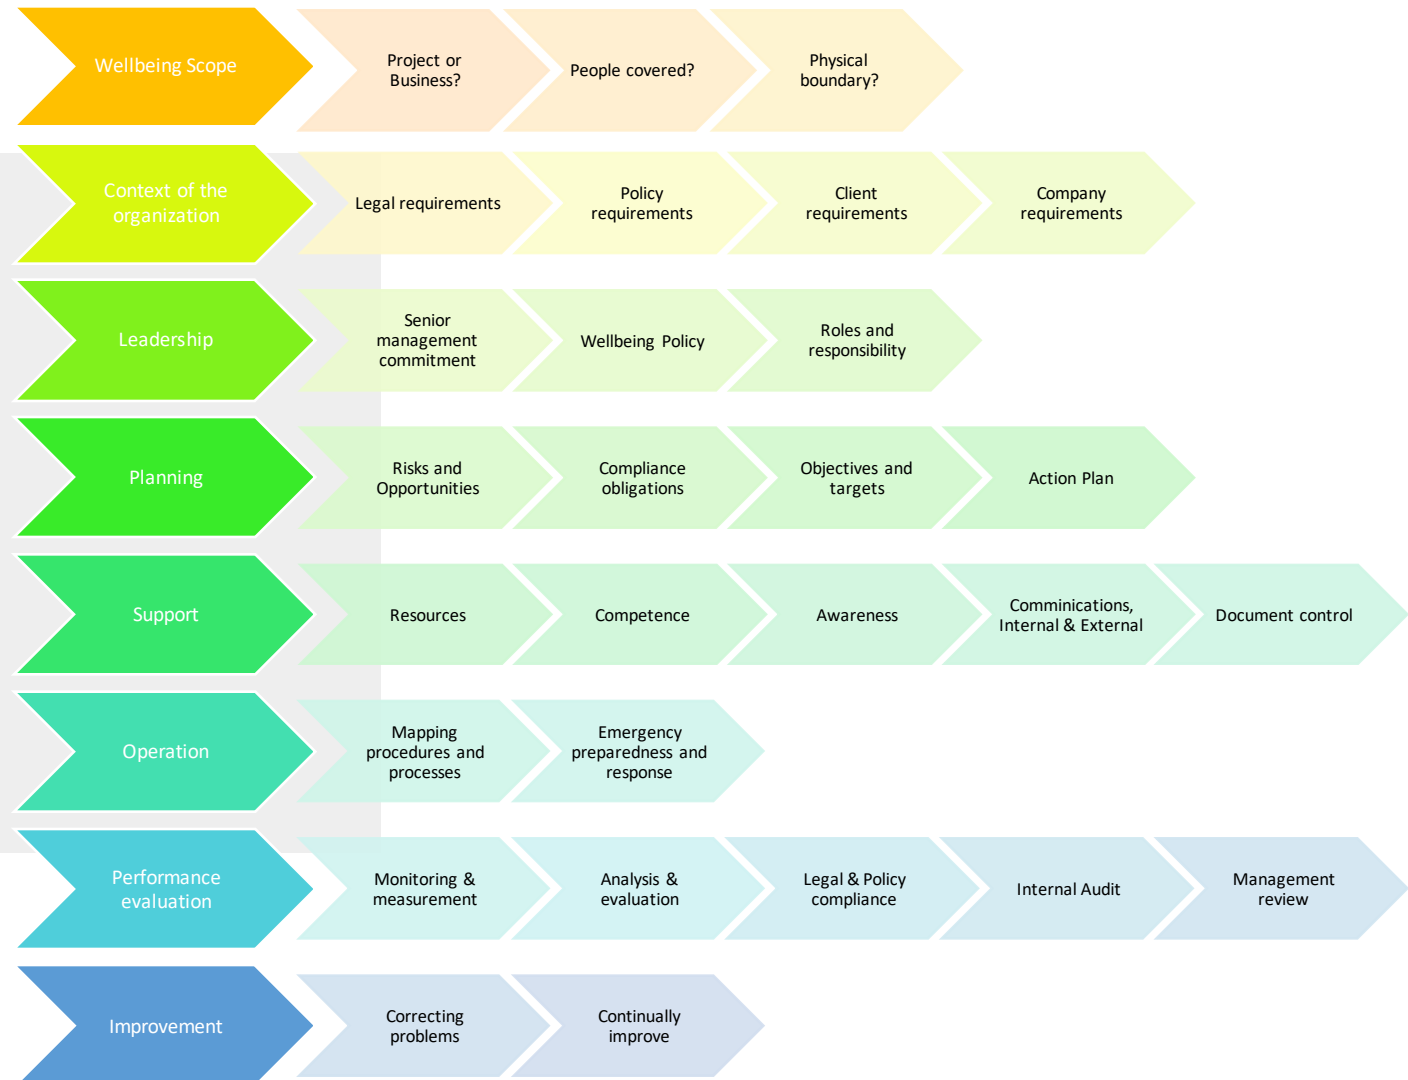 Wellbeing Scope
Project or
Business?
People covered?
Physical
boundary?
Context of the
organization
Legal requirements
Policy
requirements
Client
requirements
Company
requirements
Leadership
Senior
management
commitment
Wellbeing Policy
Roles and
responsibility
Planning
Risks and
Opportunities
Compliance
obligations
Objectives and
targets
Action Plan
Support
Resources
Competence
Awareness
Comminications,
Internal & External
Document control
Operation
Mapping
procedures and
processes
Emergency
preparedness and
response
Performance
evaluation
Monitoring &
measurement
Analysis &
evaluation
Legal & Policy
compliance
Internal Audit
Management
review
Improvement
Correcting
problems
Continually
improve